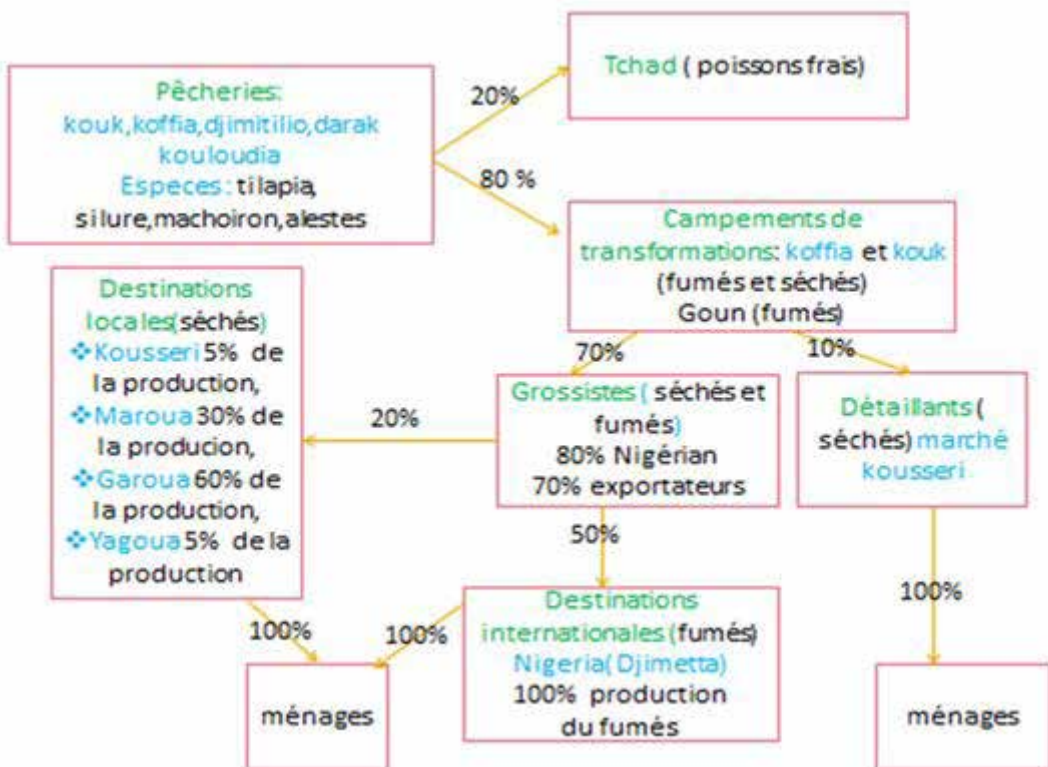 Pêcheries:
kouk,koffia,djimitilio,darak
kouloudia
Especes: tilapia,
silure,machoiron,alestes
20%
Tchad ( poissons frais)
80 %
Campements de
transformations: koffia et kouk
(fumés et séchés)
Goun (fumés)
Destinations
locales(séchés)
❖Kousseri 5% de
la production,
❖Maroua 30% de
la producion,
❖Garoua 60% de
la production,
❖Yagoua 5% de la
production
70%
10%
Grossistes ( séchés et
fumés)
80% Nigérian
70% exportateurs
20%
Détaillants (
séchés) marché
kousseri
50%
100%
Destinations
internationales (fumés)
Nigeria( Djimetta)
100% production
du fumés
100%
100%
ménages
ménages